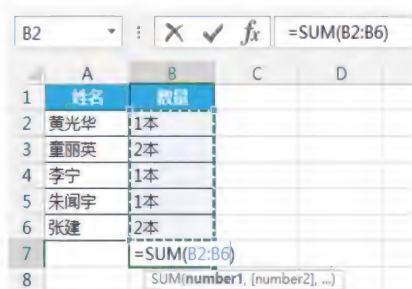 B2 fx =SUM(B2:B6)
A B C D
1 姓名 数量
2 黄光华 1本
3 童丽英 2本
4 李宁 1本
5 朱闻宇 1本
6 张建 2本
7 =SUM(B2:B6)
8 SUM(number1, [number2], ...)